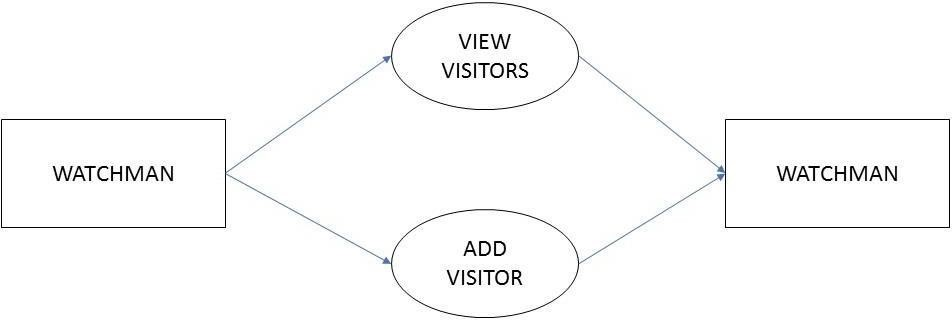 VIEW
VISITORS
WATCHMAN
WATCHMAN
ADD
VISITOR